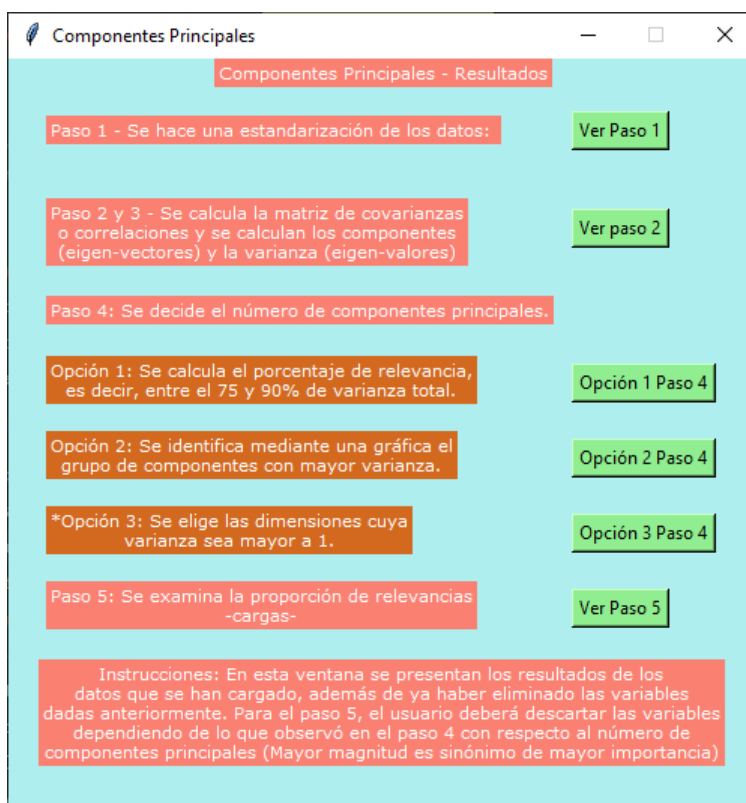 Componentes Principales
Componentes Principales - Resultados
Paso 1 - Se hace una estandarización de los datos:
Ver Paso 1
Paso 2 y 3 - Se calcula la matriz de covarianzas
o correlaciones y se calculan los componentes
(eigen-vectores) y la varianza (eigen-valores)
Ver paso 2
Paso 4: Se decide el número de componentes principales.
Opción 1: Se calcula el porcentaje de relevancia,
es decir, entre el 75 y 90% de varianza total.
Opción 1 Paso 4
Opción 2: Se identifica mediante una gráfica el
grupo de componentes con mayor varianza.
Opción 2 Paso 4
*Opción 3: Se elige las dimensiones cuya
varianza sea mayor a 1.
Opción 3 Paso 4
Paso 5: Se examina la proporción de relevancias
-cargas-
Ver Paso 5
Instrucciones: En esta ventana se presentan los resultados de los
datos que se han cargado, además de ya haber eliminado las variables
dadas anteriormente. Para el paso 5, el usuario deberá descartar las variables
dependiendo de lo que observó en el paso 4 con respecto al número de
componentes principales (Mayor magnitud es sinónimo de mayor importancia)